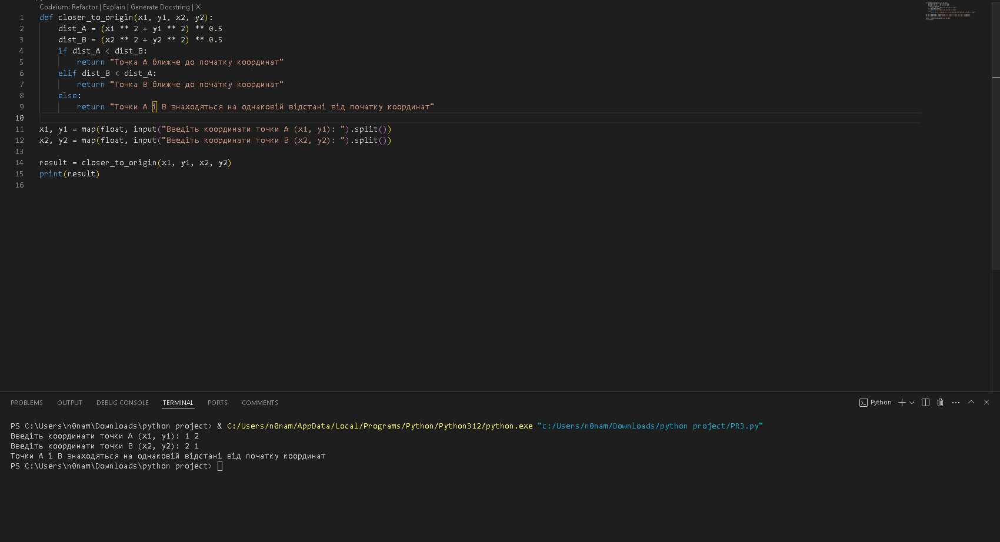 Codeium: Refactor | Explain | Generate Docstring | X
1 def closer_to_origin(x1, y1, x2, y2):
2     dist_A = (x1 ** 2 + y1 ** 2) ** 0.5
3     dist_B = (x2 ** 2 + y2 ** 2) ** 0.5
4     if dist_A < dist_B:
5         return "Точка A ближче до початку координат"
6     elif dist_B < dist_A:
7         return "Точка B ближче до початку координат"
8     else:
9         return "Точки A і B знаходяться на однаковій відстані від початку координат"
10
11 x1, y1 = map(float, input("Введіть координати точки A (x1, y1): ").split())
12 x2, y2 = map(float, input("Введіть координати точки B (x2, y2): ").split())
13
14 result = closer_to_origin(x1, y1, x2, y2)
15 print(result)
16
PROBLEMS OUTPUT DEBUG CONSOLE TERMINAL PORTS COMMENTS Python
PS C:\Users\n0nam\Downloads\python project> & C:/Users/n0nam/AppData/Local/Programs/Python/Python312/python.exe "c:/Users/n0nam/Downloads/python project/PR3.py"
Введіть координати точки A (x1, y1): 1 2
Введіть координати точки B (x2, y2): 2 1
Точки A і B знаходяться на однаковій відстані від початку координат
PS C:\Users\n0nam\Downloads\python project>